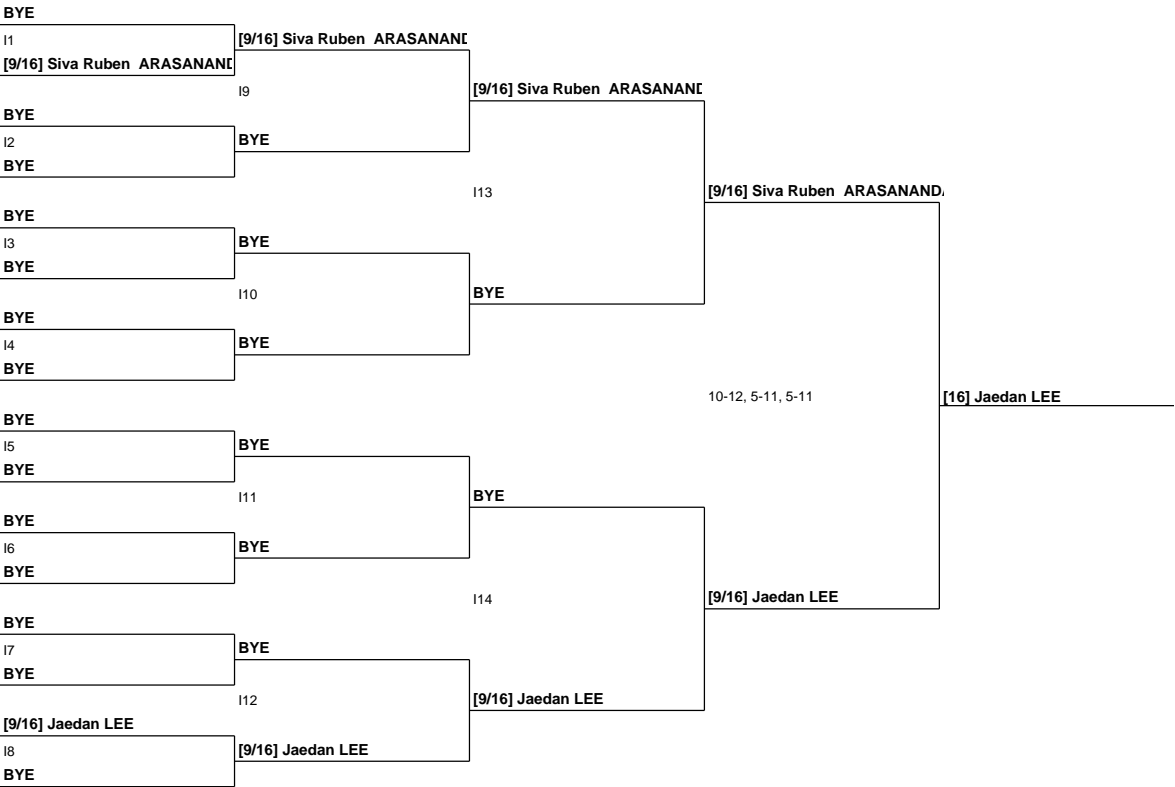 BYE
I1
[9/16] Siva Ruben ARASANAND
BYE
I2
BYE
BYE
I3
BYE
BYE
I4
BYE
BYE
I5
BYE
BYE
I6
BYE
BYE
I7
BYE
[9/16] Jaedan LEE
I8
BYE
[9/16] Siva Ruben ARASANAND
I9
BYE
BYE
I10
BYE
BYE
I11
BYE
BYE
I12
[9/16] Jaedan LEE
[9/16] Siva Ruben ARASANAND
I13
BYE
BYE
I14
[9/16] Jaedan LEE
[9/16] Siva Ruben ARASANANDA
10-12, 5-11, 5-11
[9/16] Jaedan LEE
[16] Jaedan LEE